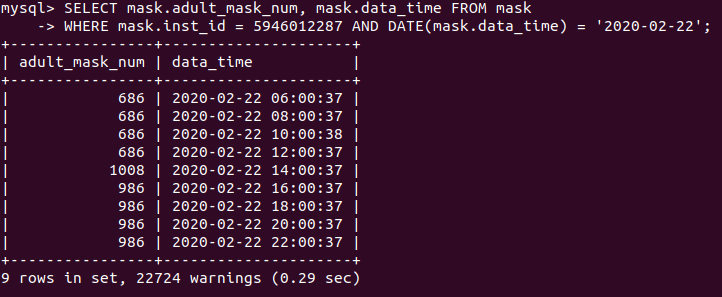 mysql> SELECT mask.adult_mask_num, mask.data_time FROM mask
    -> WHERE mask.inst_id = 5946012287 AND DATE(mask.data_time) = '2020-02-22';
+----------------+---------------------+
| adult_mask_num | data_time           |
+----------------+---------------------+
|            686 | 2020-02-22 06:00:37 |
|            686 | 2020-02-22 08:00:37 |
|            686 | 2020-02-22 10:00:38 |
|            686 | 2020-02-22 12:00:37 |
|           1008 | 2020-02-22 14:00:37 |
|            986 | 2020-02-22 16:00:37 |
|            986 | 2020-02-22 18:00:37 |
|            986 | 2020-02-22 20:00:37 |
|            986 | 2020-02-22 22:00:37 |
+----------------+---------------------+
9 rows in set, 22724 warnings (0.29 sec)